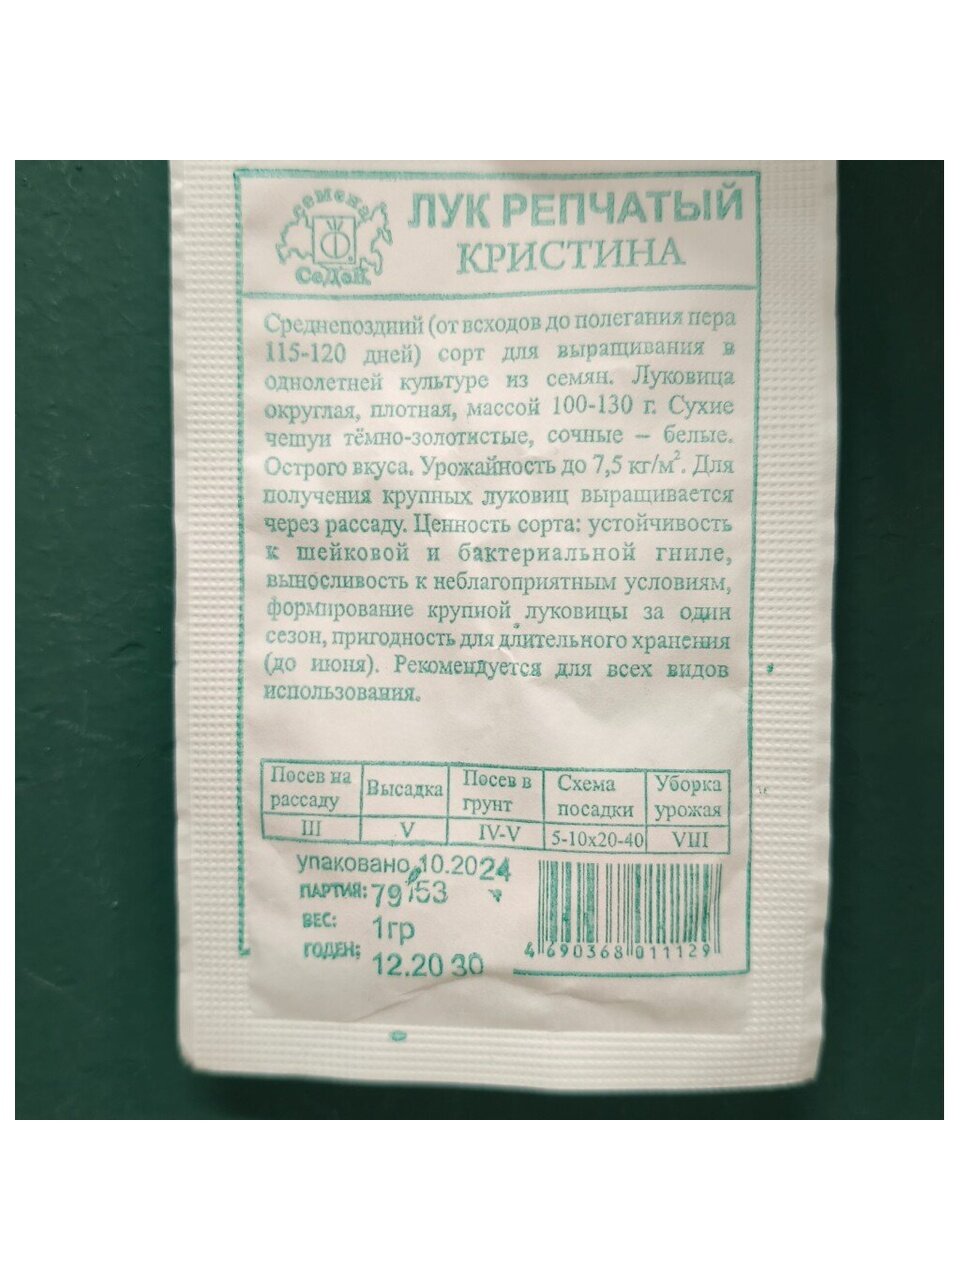 семена
СеДеК
ЛУК РЕПЧАТЫЙ
КРИСТИНА
Среднепоздний (от всходов до полегания пера
115-120 дней) сорт для выращивания в
однолетней культуре из семян. Луковица
округлая, плотная, массой 100-130 г. Сухие
чешуи тёмно-золотистые, сочные – белые.
Острого вкуса. Урожайность до 7,5 кг/м². Для
получения крупных луковиц выращивается
через рассаду. Ценность сорта: устойчивость
к шейковой и бактериальной гниле,
выносливость к неблагоприятным условиям,
формирование крупной луковицы за один
сезон, пригодность для длительного хранения
(до июня). Рекомендуется для всех видов
использования.
Посев на рассаду Высадка Посев в грунт Схема посадки Уборка урожая
III V IV-V 5-10x20-40 VIII
упаковано 10.2024
ПАРТИЯ: 79153
ВЕС: 1гр
ГОДЕН: 12.2030
4 690368 011129